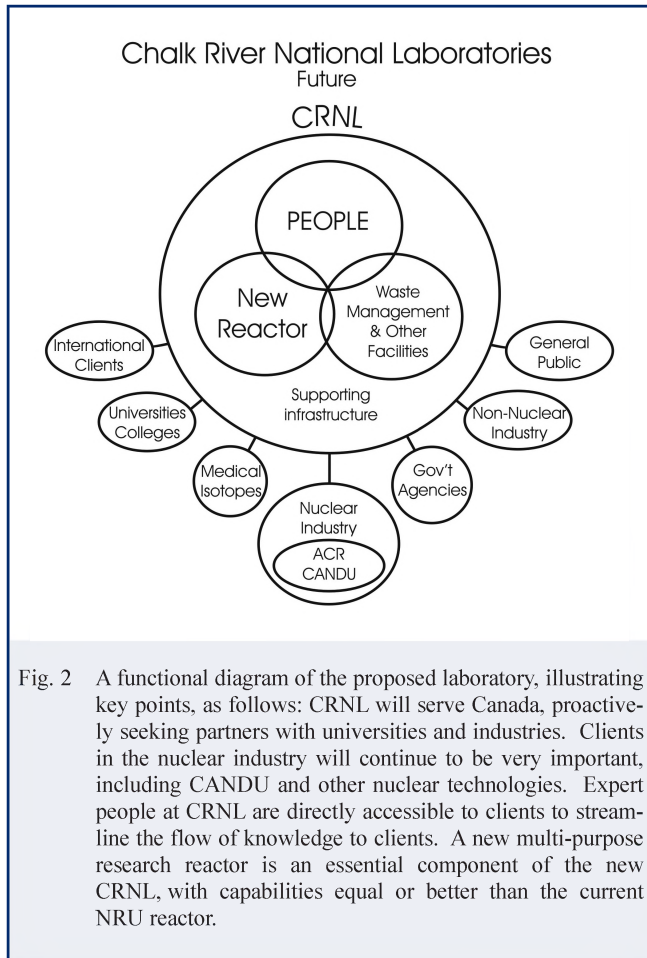 Chalk River National Laboratories
Future
CRNL
PEOPLE
New
Reactor
Waste
Management
& Other
Facilities
Supporting
infrastructure
International
Clients
Universities
Colleges
Medical
Isotopes
Nuclear
Industry
ACR
CANDU
Gov't
Agencies
Non-Nuclear
Industry
General
Public
Fig. 2 A functional diagram of the proposed laboratory, illustrating
key points, as follows: CRNL will serve Canada, proactive-
ly seeking partners with universities and industries. Clients
in the nuclear industry will continue to be very important,
including CANDU and other nuclear technologies. Expert
people at CRNL are directly accessible to clients to stream-
line the flow of knowledge to clients. A new multi-purpose
research reactor is an essential component of the new
CRNL, with capabilities equal or better than the current
NRU reactor.